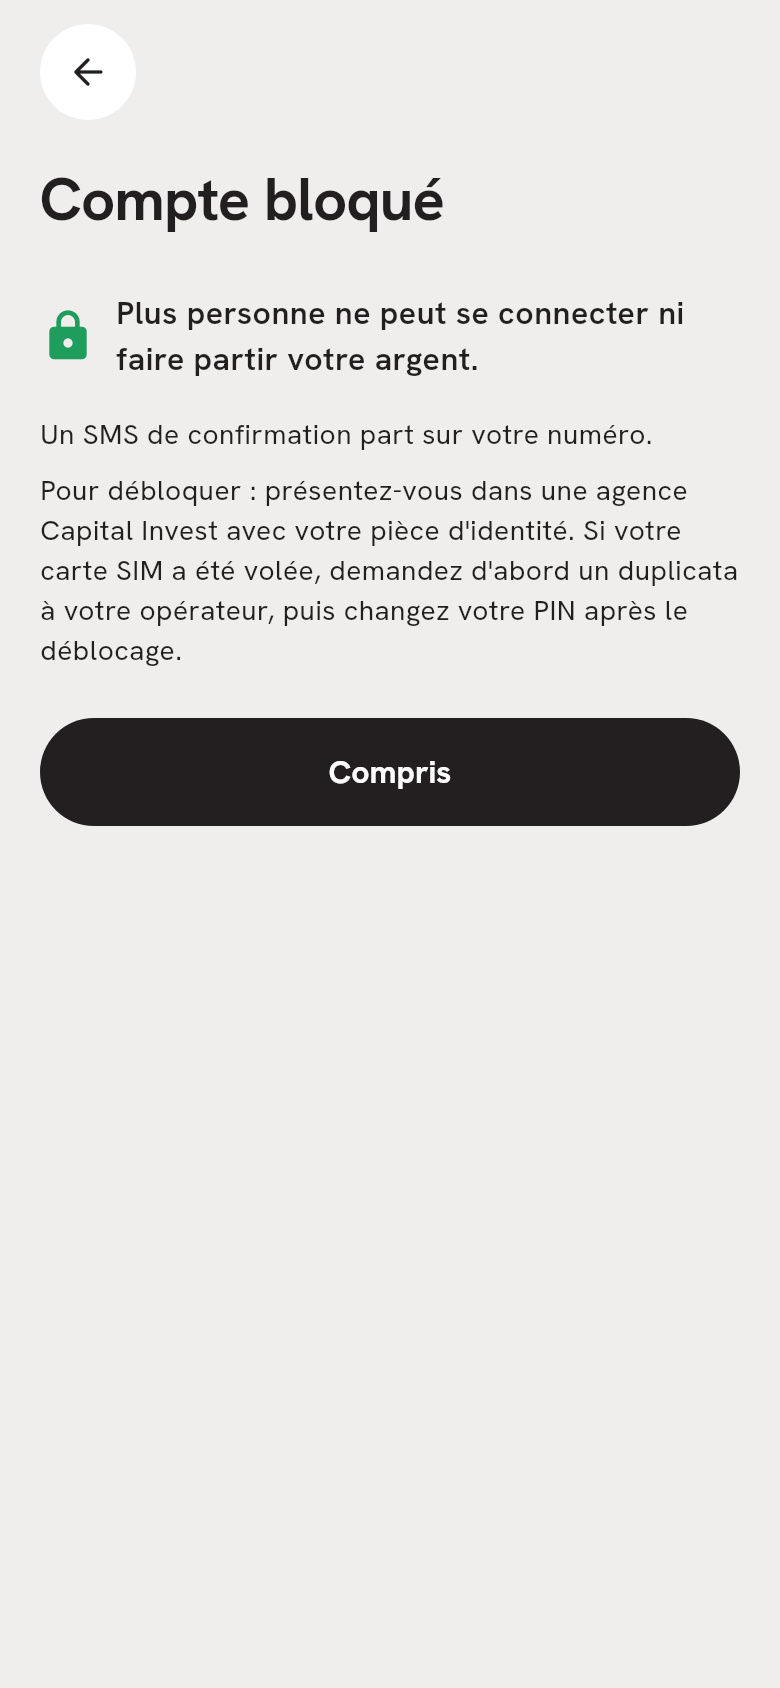 Compte bloqué
Plus personne ne peut se connecter ni
faire partir votre argent.
Un SMS de confirmation part sur votre numéro.
Pour débloquer : présentez-vous dans une agence
Capital Invest avec votre pièce d'identité. Si votre
carte SIM a été volée, demandez d'abord un duplicata
à votre opérateur, puis changez votre PIN après le
déblocage.
Compris